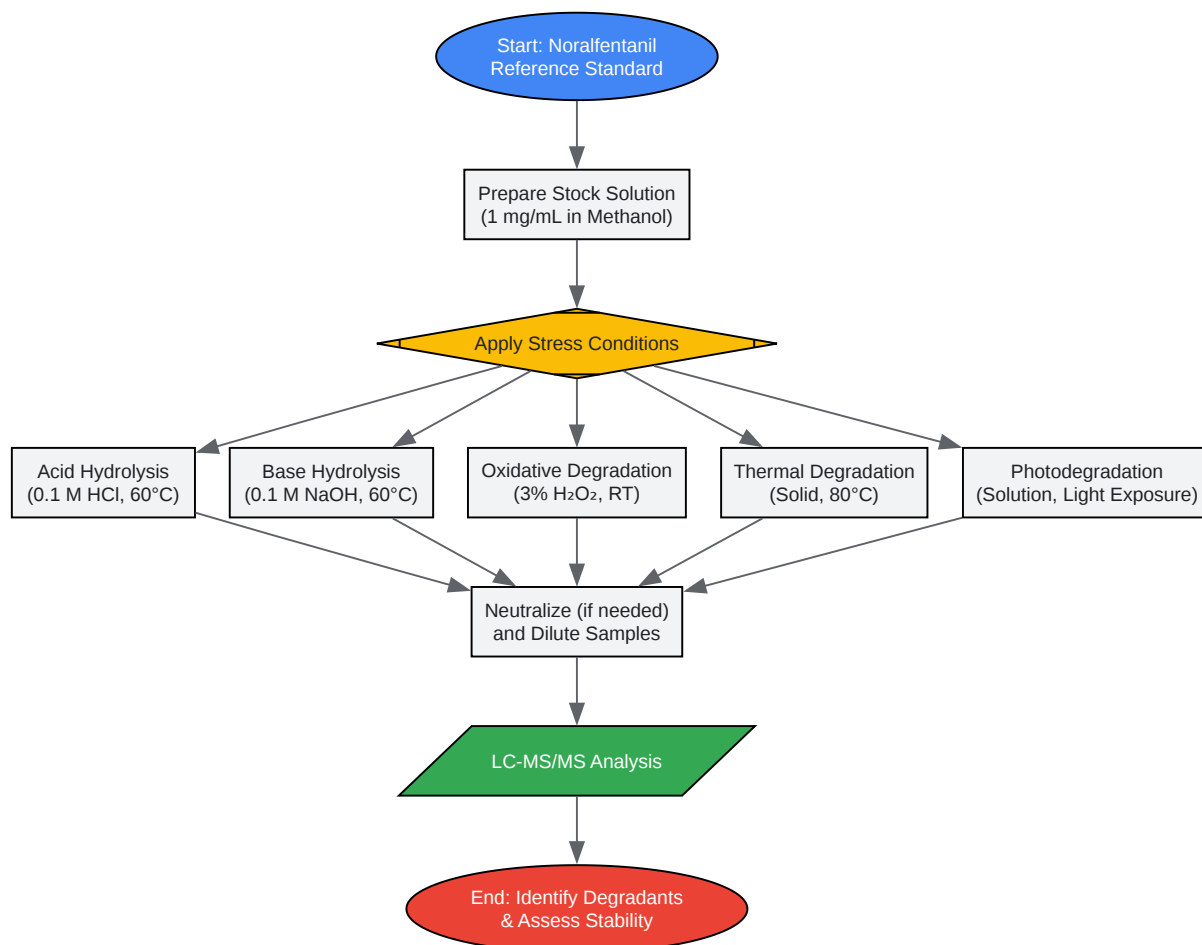 Start: Noralfentanil
Reference Standard
Prepare Stock Solution
(1 mg/mL in Methanol)
Apply Stress Conditions
Acid Hydrolysis
(0.1 M HCl, 60°C)
Base Hydrolysis
(0.1 M NaOH, 60°C)
Oxidative Degradation
(3% H₂O₂, RT)
Thermal Degradation
(Solid, 80°C)
Photodegradation
(Solution, Light Exposure)
Neutralize (if needed)
and Dilute Samples
LC-MS/MS Analysis
End: Identify Degradants
& Assess Stability